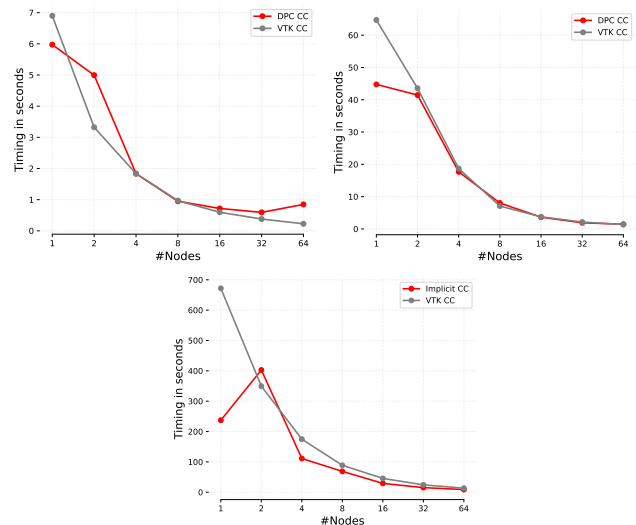 7
6
5
4
3
2
1
0
Timing in seconds
DPC CC
VTK CC
1 2 4 8 16 32 64
#Nodes
60
50
40
30
20
10
0
Timing in seconds
DPC CC
VTK CC
1 2 4 8 16 32 64
#Nodes
700
600
500
400
300
200
100
0
Timing in seconds
Implicit CC
VTK CC
1 2 4 8 16 32 64
#Nodes